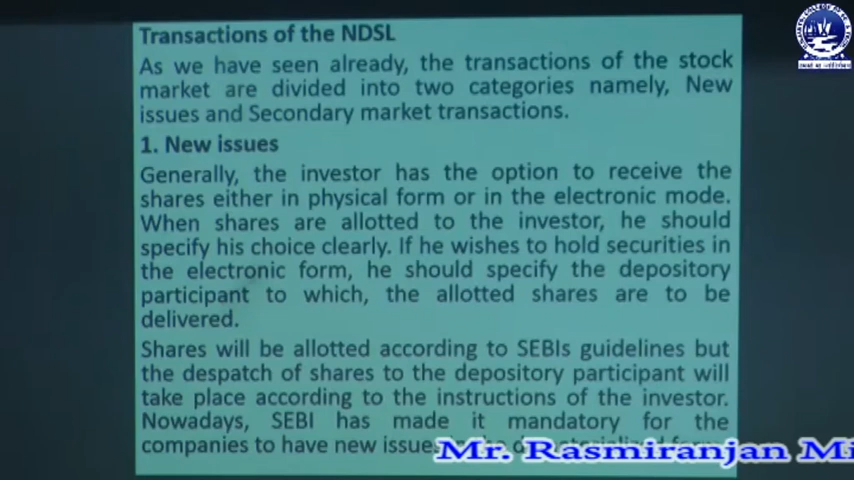 Transactions of the NDSL
As we have seen already, the transactions of the stock
market are divided into two categories namely, New
issues and Secondary market transactions.
1. New issues
Generally, the investor has the option to receive the
shares either in physical form or in the electronic mode.
When shares are allotted to the investor, he should
specify his choice clearly. If he wishes to hold securities in
the electronic form, he should specify the depository
participant to which, the allotted shares are to be
delivered.
Shares will be allotted according to SEBIs guidelines but
the despatch of shares to the depository participant will
take place according to the instructions of the investor.
Nowadays, SEBI has made it mandatory for the
companies to have new issue
Mr. Rasmiranjan Mi